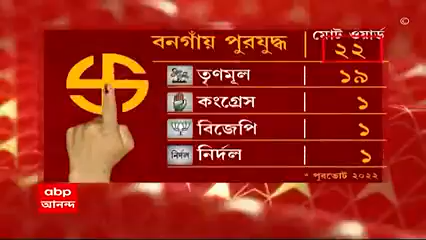 ©
বনগাঁয় পুরযুদ্ধ
মোট ওয়ার্ড
২২
তৃণমূল ১৯
কংগ্রেস ১
বিজেপি ১
নির্দল নির্দল ১
* পুরভোট ২০২২
abp
আনন্দ